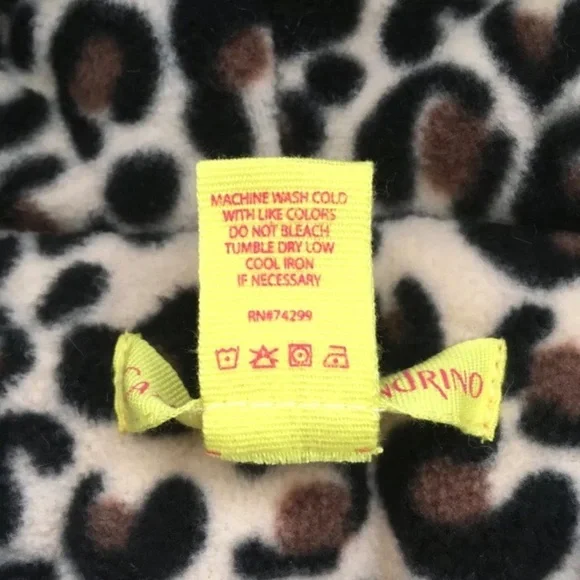 MACHINE WASH COLD
WITH LIKE COLORS
DO NOT BLEACH
TUMBLE DRY LOW
COOL IRON
IF NECESSARY
RN#74299